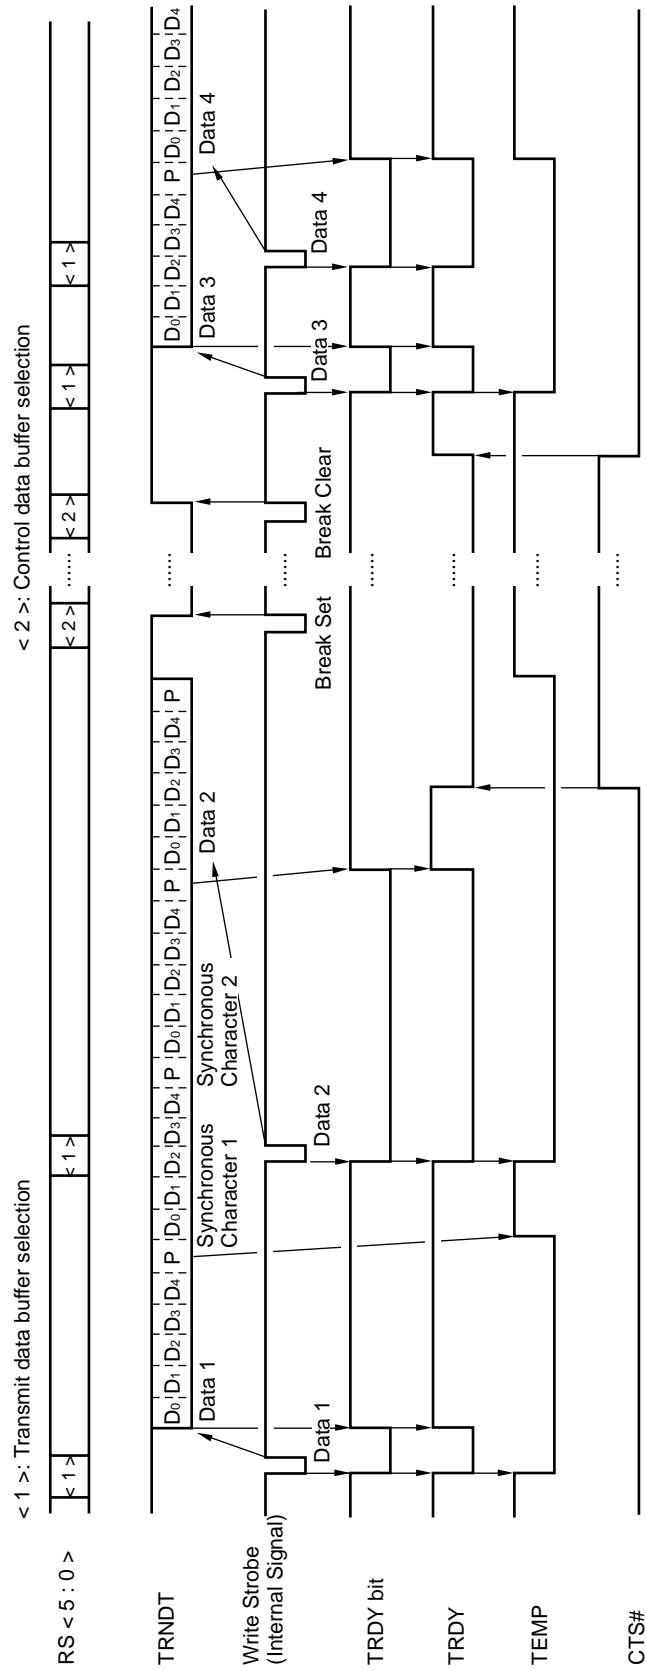 < 1 >: Transmit data buffer selection < 2 >: Control data buffer selection
RS < 5 : 0 > < 1 > < 1 > < 2 > ...... < 2 > < 1 > < 1 >
TRNDT D0 D1 D2 D3 D4 P D0 D1 D2 D3 D4 P D0 D1 D2 D3 D4 P D0 D1 D2 D3 D4 P ...... D0 D1 D2 D3 D4 P D0 D1 D2 D3 D4
Data 1 Synchronous Synchronous Data 2 Data 3 Data 4
Character 1 Character 2
Write Strobe ......
(Internal Signal)
Data 1 Data 2 Break Set Break Clear Data 3 Data 4
TRDY bit ......
TRDY ......
TEMP ......
CTS# ......